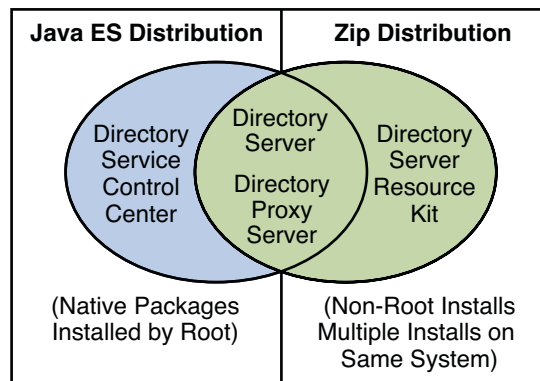 Java ES Distribution
Zip Distribution
Directory
Service
Control
Center
Directory
Server
Directory
Proxy
Server
Directory
Server
Resource
Kit
(Native Packages
Installed by Root)
(Non-Root Installs
Multiple Installs on
Same System)